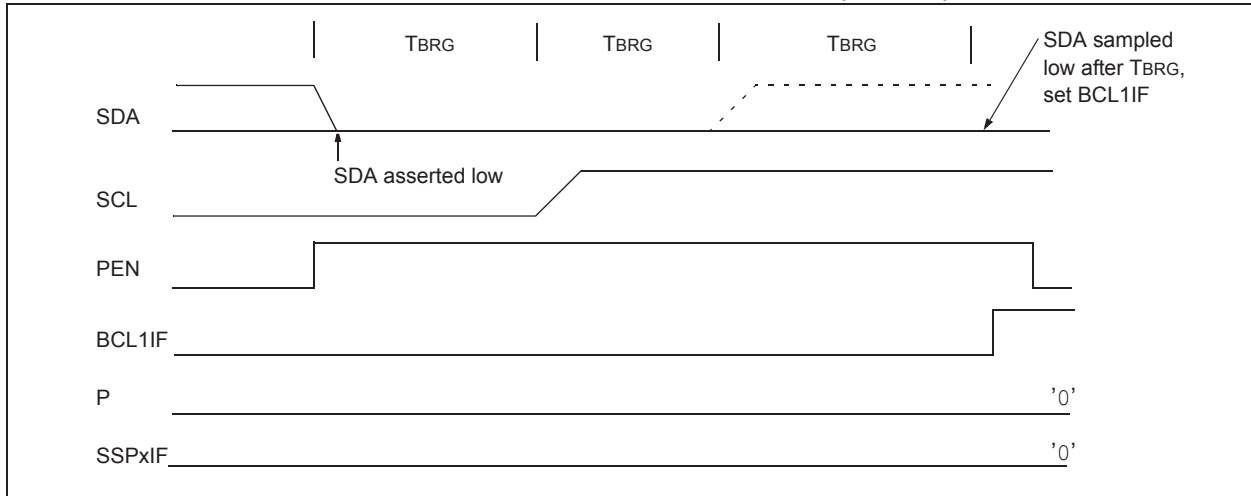 TBRG TBRG TBRG
SDA sampled
low after TBRG,
set BCL1IF
SDA
SDA asserted low
SCL
PEN
BCL1IF
P '0'
SSPxIF '0'